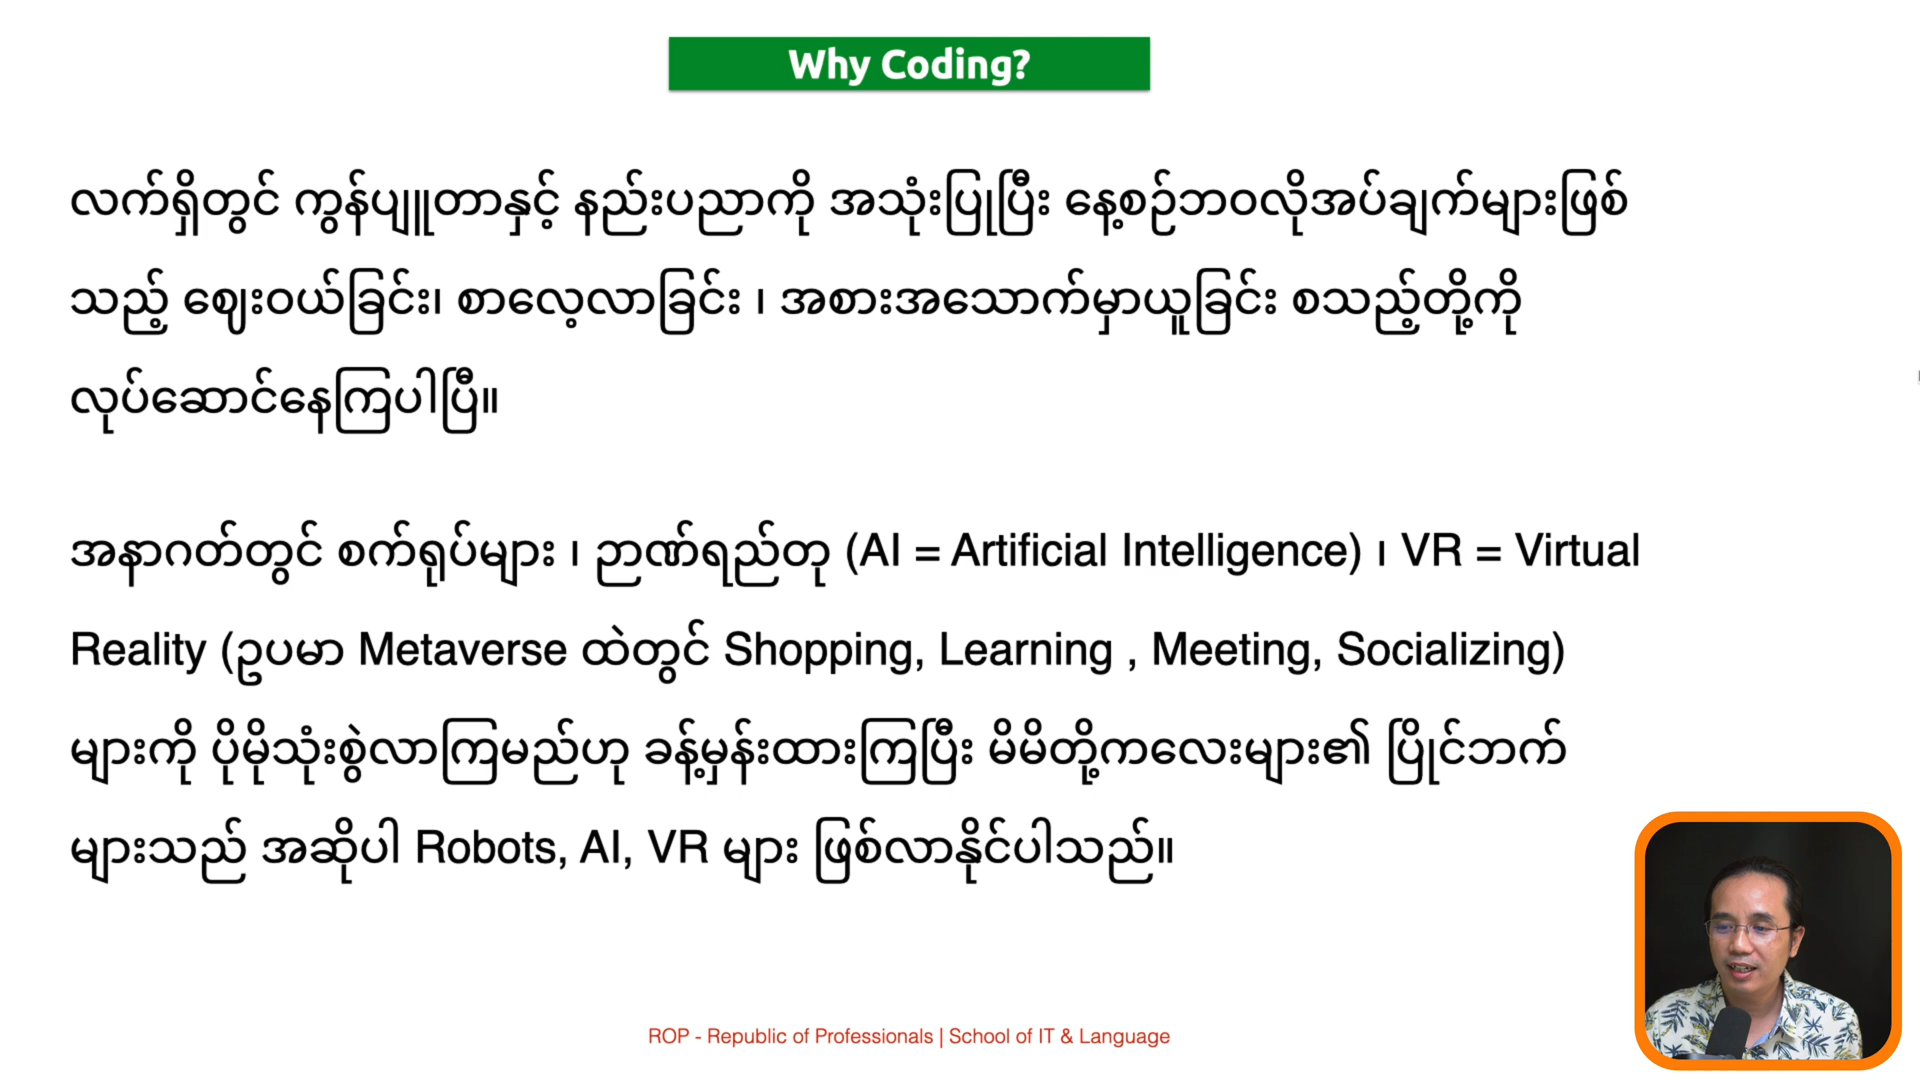 Why Coding?
လက်ရှိတွင် ကွန်ပျူတာနှင့် နည်းပညာကို အသုံးပြုပြီး နေ့စဉ်ဘဝလိုအပ်ချက်များဖြစ်
သည့် ဈေးဝယ်ခြင်း၊ စာလေ့လာခြင်း ၊ အစားအသောက်မှာယူခြင်း စသည့်တို့ကို
လုပ်ဆောင်နေကြပါပြီ။
အနာဂတ်တွင် စက်ရုပ်များ ၊ ဉာဏ်ရည်တု (AI = Artificial Intelligence) ၊ VR = Virtual
Reality (ဥပမာ Metaverse ထဲတွင် Shopping, Learning , Meeting, Socializing)
များကို ပိုမိုသုံးစွဲလာကြမည်ဟု ခန့်မှန်းထားကြပြီး မိမိတို့ကလေးများ၏ ပြိုင်ဘက်
များသည် အဆိုပါ Robots, AI, VR များ ဖြစ်လာနိုင်ပါသည်။
ROP - Republic of Professionals | School of IT & Language